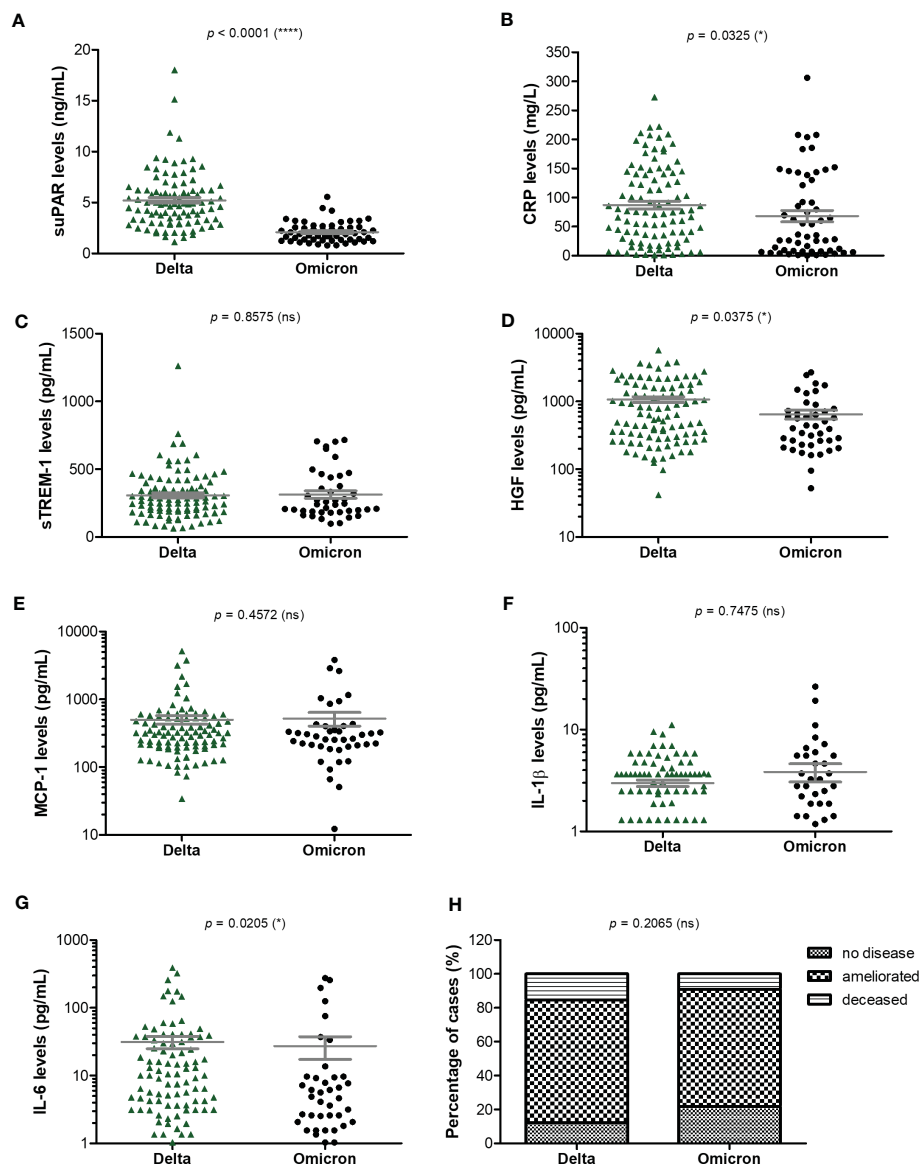 A
p < 0.0001 (****)
suPAR levels (ng/mL)
20
15
10
5
0
Delta
Omicron
B
p = 0.0325 (*)
CRP levels (mg/L)
350
300
250
200
150
100
50
0
Delta
Omicron
C
p = 0.8575 (ns)
sTREM-1 levels (pg/mL)
1500
1000
500
0
Delta
Omicron
D
p = 0.0375 (*)
HGF levels (pg/mL)
10000
1000
100
10
Delta
Omicron
E
p = 0.4572 (ns)
MCP-1 levels (pg/mL)
10000
1000
100
10
Delta
Omicron
F
p = 0.7475 (ns)
IL-1β levels (pg/mL)
100
10
1
Delta
Omicron
G
p = 0.0205 (*)
IL-6 levels (pg/mL)
1000
100
10
1
Delta
Omicron
H
p = 0.2065 (ns)
Percentage of cases (%)
120
100
80
60
40
20
0
Delta
Omicron
no disease
ameliorated
deceased